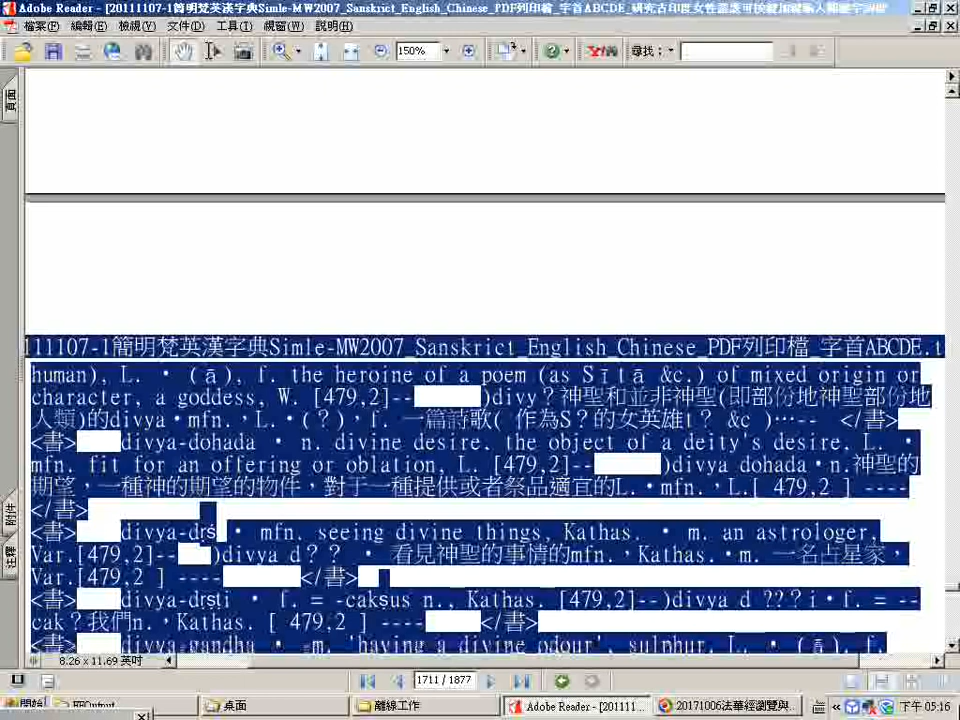 Adobe Reader - [20111107-1簡明梵英漢字典Simle-MW2007_Sanskrict_English_Chinese_PDF列印檔_字首ABCDE_研究古印度女性
檔案(F) 編輯(E) 檢視(V) 文件(D) 工具(T) 視窗(W) 說明(H)
150% 尋找:
頁面
111107-1簡明梵英漢字典Simle-MW2007_Sanskrict_English_Chinese_PDF列印檔_字首ABCDE.t
human), L. • (ā), f. the heroine of a poem (as Sītā &c.) of mixed origin or
character, a goddess, W. [479,2]-- )divy?神聖和並非神聖(即部份地神聖部份地
人類)的divya•mfn.,L.•(?),f. 一篇詩歌( 作為S?的女英雄t? &c )…-- </書>
<書> divya-dohada • n. divine desire, the object of a deity's desire, L. •
mfn. fit for an offering or oblation, L. [479,2]-- )divya dohada•n.神聖的
期望,一種神的期望的物件,對于一種提供或者祭品適宜的L.•mfn.,L.[ 479,2 ] ----
</書>
<書> divya-dṛś • mfn. seeing divine things, Kathas. • m. an astrologer,
Var.[479,2]-- )divya d?? • 看見神聖的事情的mfn.,Kathas.•m. 一名占星家,
Var.[479,2 ] ---- </書>
<書> divya-dṛṣṭi • f. = -cakṣus n., Kathas. [479,2]--)divya d ???i•f. = --
cak?我們n.,Kathas. [ 479,2 ] ---- </書>
<書> divya-gandha • m. 'having a divine odour', sulphur, L. • (ā), f.
附件
注釋
8.26 x 11.69 英吋
1711 / 1877
開始 桌面 離線工作 Adobe Reader - [201111... 20171006法華經瀏覽與... 下午 05:16